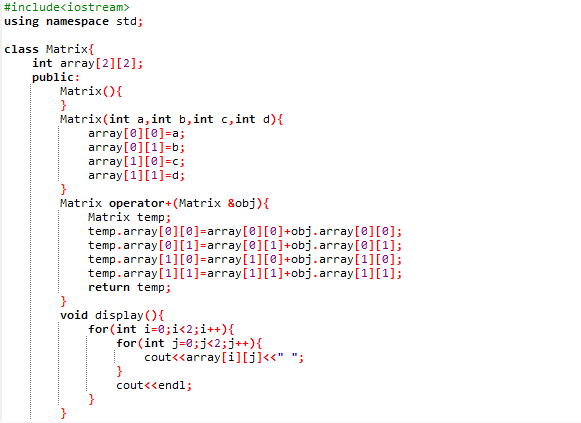 #include<iostream>
using namespace std;

class Matrix{
    int array[2][2];
    public:
        Matrix(){
        }
        Matrix(int a,int b,int c,int d){
            array[0][0]=a;
            array[0][1]=b;
            array[1][0]=c;
            array[1][1]=d;
        }
        Matrix operator+(Matrix &obj){
            Matrix temp;
            temp.array[0][0]=array[0][0]+obj.array[0][0];
            temp.array[0][1]=array[0][1]+obj.array[0][1];
            temp.array[1][0]=array[1][0]+obj.array[1][0];
            temp.array[1][1]=array[1][1]+obj.array[1][1];
            return temp;
        }
        void display(){
            for(int i=0;i<2;i++){
                for(int j=0;j<2;j++){
                    cout<<array[i][j]<<" ";
                }
                cout<<endl;
            }
        }